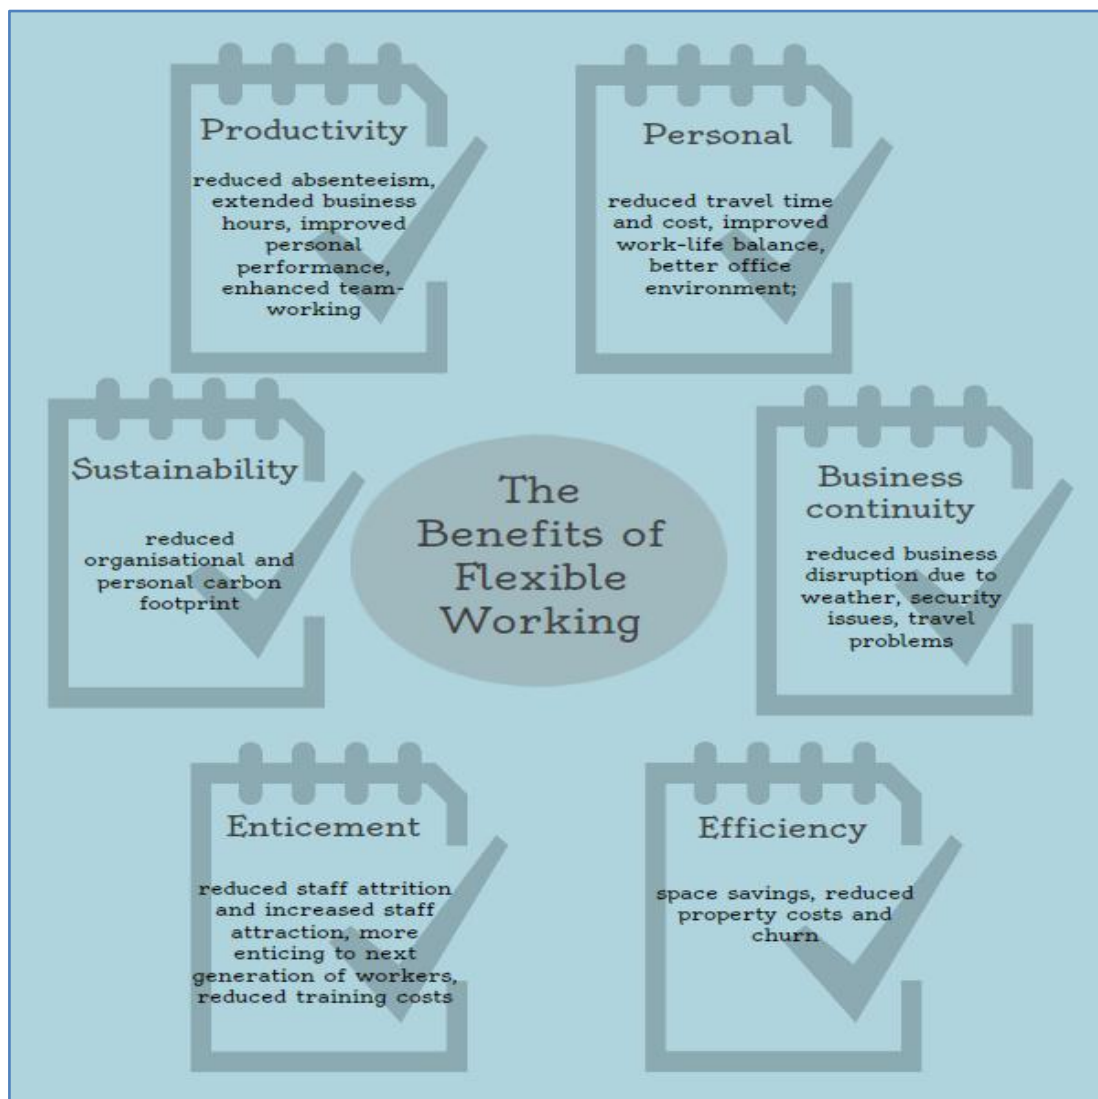 Productivity
reduced absenteeism,
extended business
hours, improved
personal
performance,
enhanced team-
working
Personal
reduced travel time
and cost, improved
work-life balance,
better office
environment;
Sustainability
reduced
organisational and
personal carbon
footprint
The
Benefits of
Flexible
Working
Business
continuity
reduced business
disruption due to
weather, security
issues, travel
problems
Enticement
reduced staff attrition
and increased staff
attraction, more
enticing to next
generation of workers,
reduced training costs
Efficiency
space savings, reduced
property costs and
churn